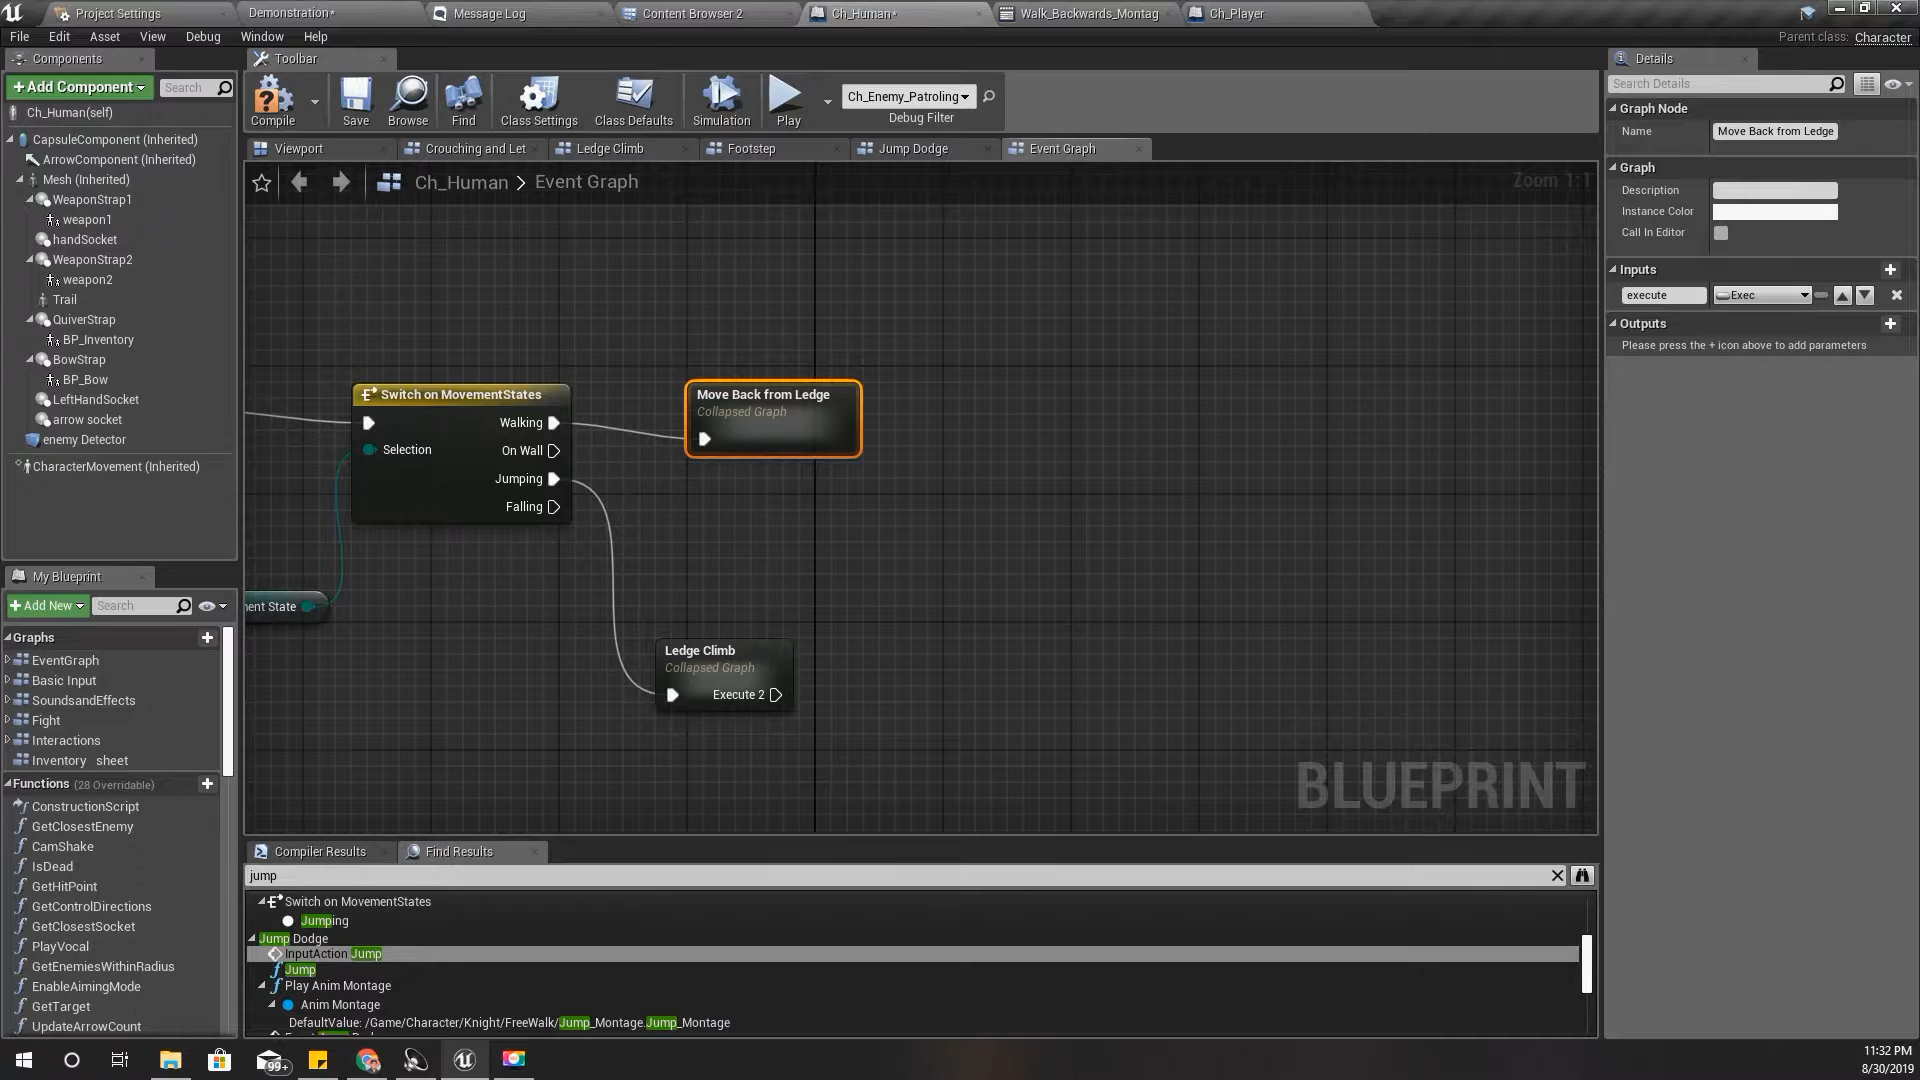 Project Settings
Demonstration*
Message Log
Content Browser 2
Ch_Human*
Walk_Backwards_Montag
Ch_Player
File Edit Asset View Debug Window Help
Parent class: Character
Components
Toolbar
Details
+Add Component
Search
Ch_Human(self)
CapsuleComponent (Inherited)
ArrowComponent (Inherited)
Mesh (Inherited)
WeaponStrap1
weapon1
handSocket
WeaponStrap2
weapon2
Trail
QuiverStrap
BP_Inventory
BowStrap
BP_Bow
LeftHandSocket
arrow socket
enemy Detector
CharacterMovement (Inherited)
Compile
Save
Browse
Find
Class Settings
Class Defaults
Simulation
Play
Ch_Enemy_Patroling
Debug Filter
Viewport
Crouching and Let
Ledge Climb
Footstep
Jump Dodge
Event Graph
Ch_Human > Event Graph
Zoom 1:1
Switch on MovementStates
Walking
Selection
On Wall
Jumping
Falling
Move Back from Ledge
Collapsed Graph
ment State
Ledge Climb
Collapsed Graph
Execute 2
BLUEPRINT
Search Details
Graph Node
Name Move Back from Ledge
Graph
Description
Instance Color
Call In Editor
Inputs
execute Exec
Outputs
Please press the + icon above to add parameters
My Blueprint
+Add New
Search
Graphs
EventGraph
Basic Input
SoundsandEffects
Fight
Interactions
Inventory sheet
Functions (28 Overridable)
ConstructionScript
GetClosestEnemy
CamShake
IsDead
GetHitPoint
GetControlDirections
GetClosestSocket
PlayVocal
GetEnemiesWithinRadius
EnableAimingMode
GetTarget
UpdateArrowCount
Compiler Results
Find Results
jump
Switch on MovementStates
Jumping
Jump Dodge
InputAction Jump
Jump
Play Anim Montage
Anim Montage
DefaultValue: /Game/Character/Knight/FreeWalk/Jump_Montage.Jump_Montage
99+
11:32 PM
8/30/2019